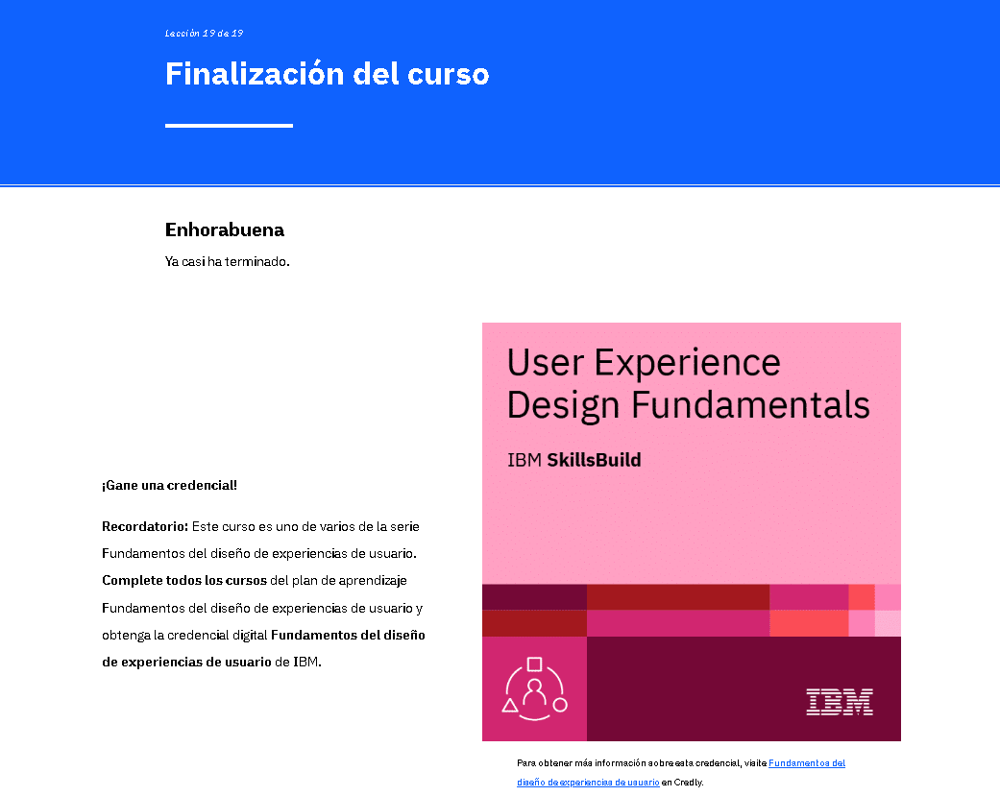 Lección 19 de 19
Finalización del curso
Enhorabuena
Ya casi ha terminado.
¡Gane una credencial!
Recordatorio: Este curso es uno de varios de la serie
Fundamentos del diseño de experiencias de usuario.
Complete todos los cursos del plan de aprendizaje
Fundamentos del diseño de experiencias de usuario y
obtenga la credencial digital Fundamentos del diseño
de experiencias de usuario de IBM.
User Experience
Design Fundamentals
IBM SkillsBuild
IBM
Para obtener más información sobre esta credencial, visite Fundamentos del
diseño de experiencias de usuario en Credly.